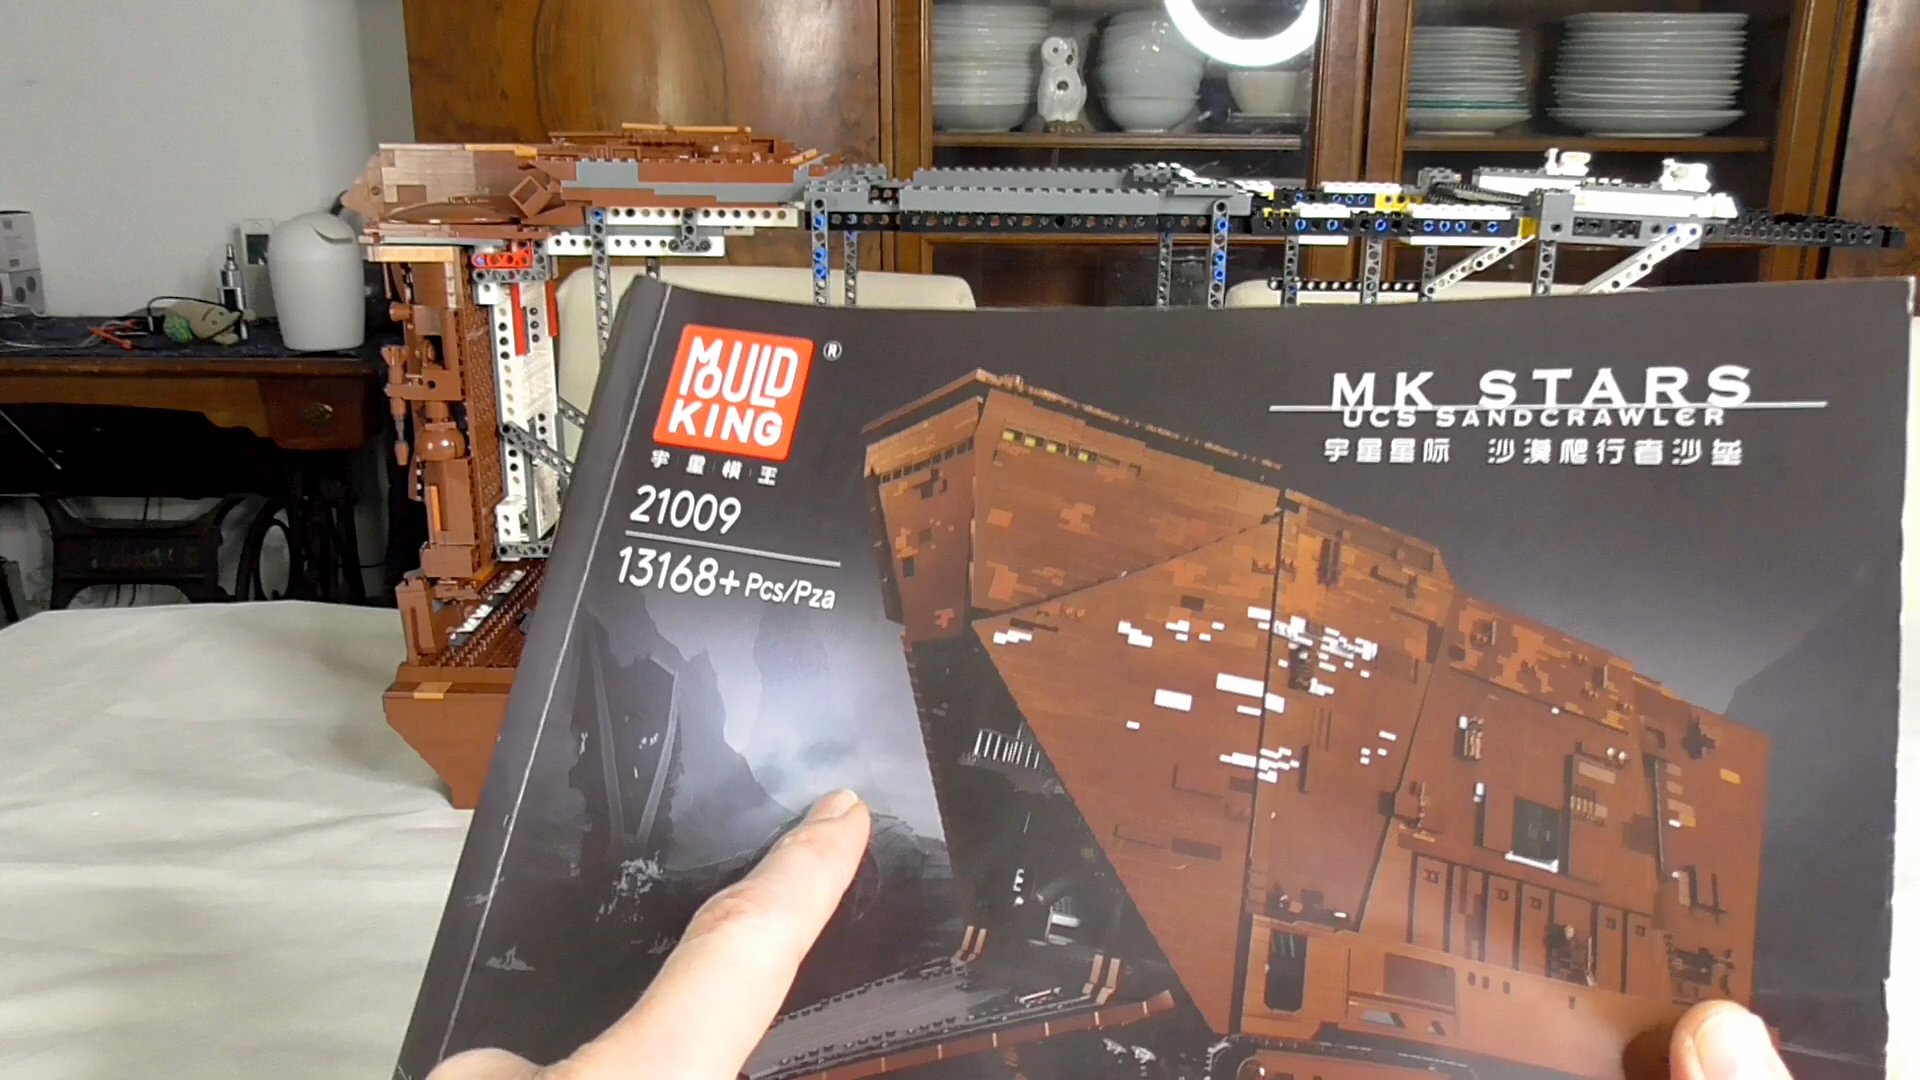 MOULD
KING
®
宇星模王
21009
13168+ Pcs/Pza
MK STARS
UCS SANDCRAWLER
宇星星际 沙漠爬行者沙堡